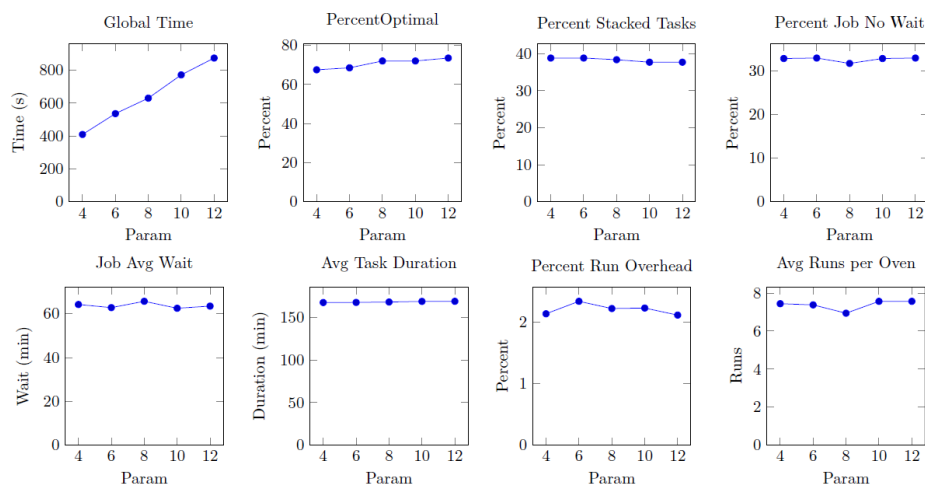 Global Time
Time (s)
800
600
400
200
0
4 6 8 10 12
Param
PercentOptimal
Percent
80
60
40
20
0
4 6 8 10 12
Param
Percent Stacked Tasks
Percent
40
30
20
10
0
4 6 8 10 12
Param
Percent Job No Wait
Percent
30
20
10
0
4 6 8 10 12
Param
Job Avg Wait
Wait (min)
60
40
20
0
4 6 8 10 12
Param
Avg Task Duration
Duration (min)
150
100
50
0
4 6 8 10 12
Param
Percent Run Overhead
Percent
2
1
0
4 6 8 10 12
Param
Avg Runs per Oven
Runs
8
6
4
2
0
4 6 8 10 12
Param